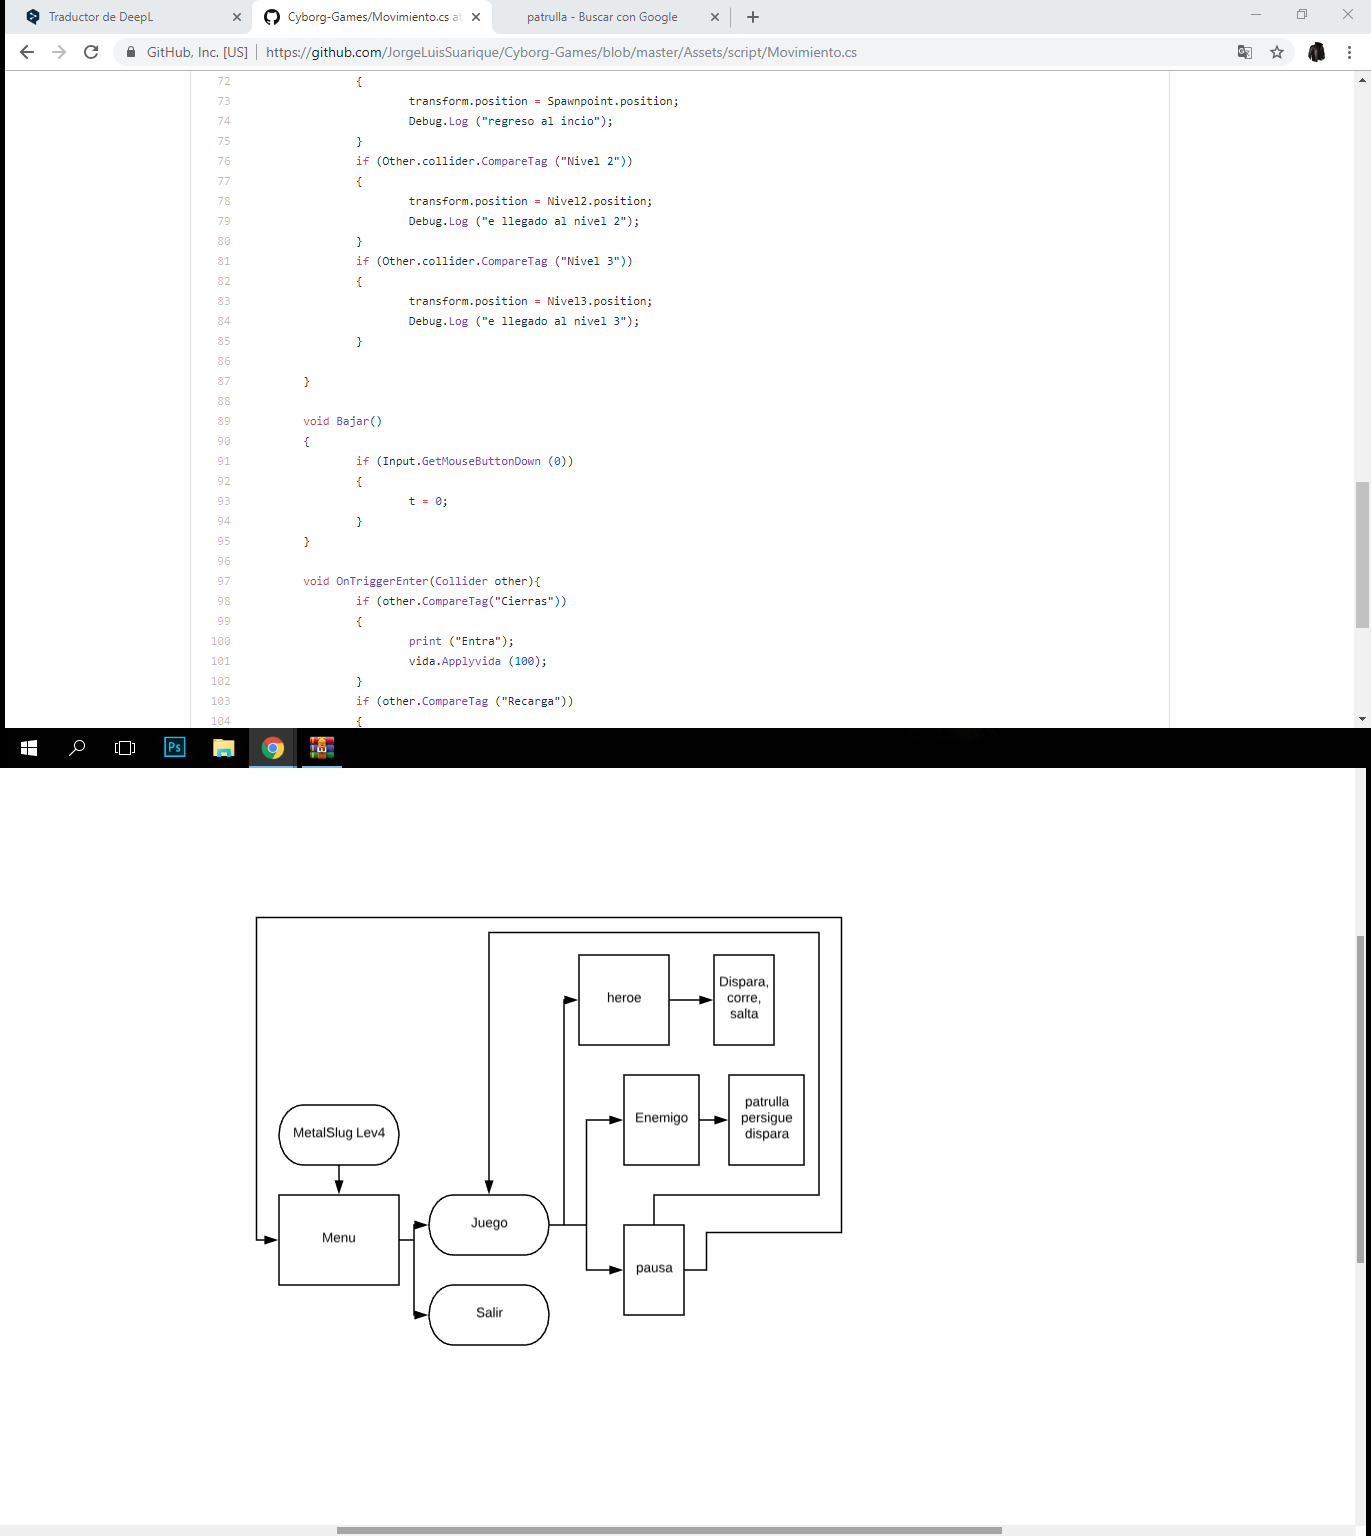 Traductor de DeepL
Cyborg-Games/Movimiento.cs at
patrulla - Buscar con Google
GitHub, Inc. [US]
https://github.com/JorgeLuisSuarique/Cyborg-Games/blob/master/Assets/script/Movimiento.cs
72 {
73 transform.position = Spawnpoint.position;
74 Debug.Log ("regreso al incio");
75 }
76 if (Other.collider.CompareTag ("Nivel 2"))
77 {
78 transform.position = Nivel2.position;
79 Debug.Log ("e llegado al nivel 2");
80 }
81 if (Other.collider.CompareTag ("Nivel 3"))
82 {
83 transform.position = Nivel3.position;
84 Debug.Log ("e llegado al nivel 3");
85 }
86
87 }
88
89 void Bajar()
90 {
91 if (Input.GetMouseButtonDown (0))
92 {
93 t = 0;
94 }
95 }
96
97 void OnTriggerEnter(Collider other){
98 if (other.CompareTag("Cierras"))
99 {
100 print ("Entra");
101 vida.Applyvida (100);
102 }
103 if (other.CompareTag ("Recarga"))
104 {
Ps
heroe
Dispara,
corre,
salta
Enemigo
patrulla
persigue
dispara
MetalSlug Lev4
Menu
Juego
pausa
Salir